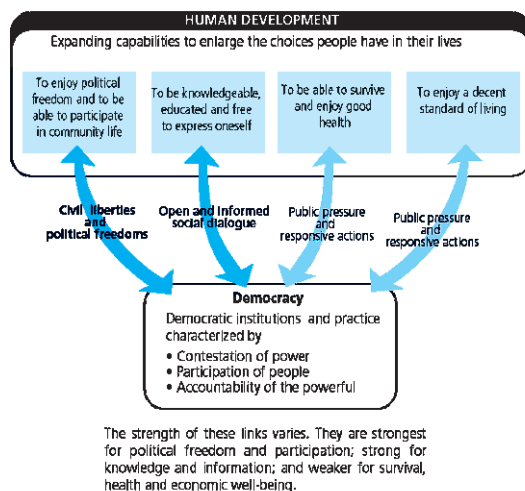 HUMAN DEVELOPMENT
Expanding capabilities to enlarge the choices people have in their lives
To enjoy political
freedom and to be
able to participate
in community life
To be knowledgeable,
educated and free
to express oneself
To be able to survive
and enjoy good
health
To enjoy a decent
standard of living
Civil liberties
and
political freedoms
Open and informed
social dialogue
Public pressure
and
responsive actions
Public pressure
and
responsive actions
Democracy
Democratic institutions and practice
characterized by
• Contestation of power
• Participation of people
• Accountability of the powerful
The strength of these links varies. They are strongest
for political freedom and participation; strong for
knowledge and information; and weaker for survival,
health and economic well-being.